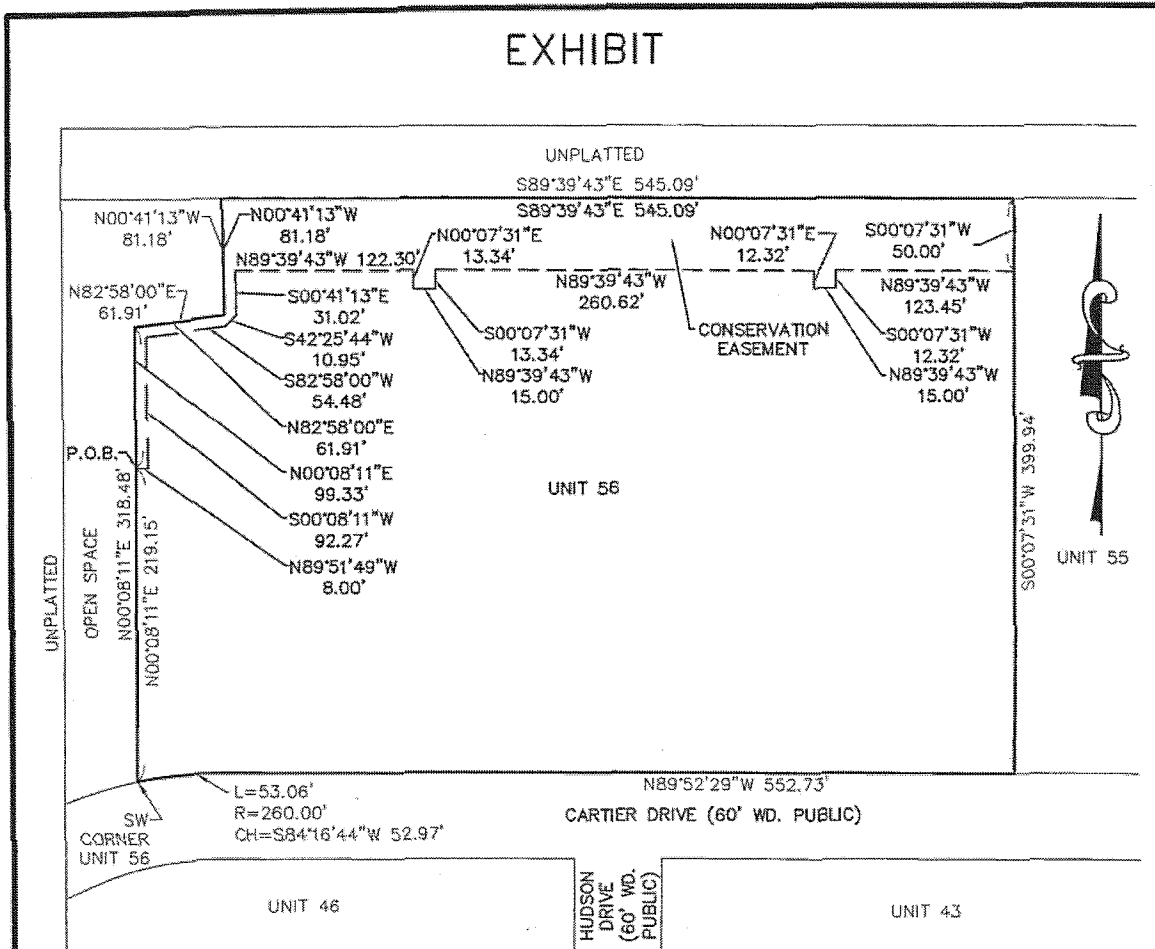 EXHIBIT
UNPLATTED
S89°39'43"E 545.09'
S89°39'43"E 545.09'
N00°41'13"W
81.18'
N00°41'13"W
81.18'
N89°39'43"W 122.30'
N00°07'31"E
13.34'
N00°07'31"E
12.32'
S00°07'31"W
50.00'
N82°58'00"E
61.91'
S00°41'13"E
31.02'
S42°25'44"W
10.95'
S82°58'00"W
54.48'
N82°58'00"E
61.91'
N00°08'11"E
99.33'
S00°08'11"W
92.27'
N89°51'49"W
8.00'
N89°39'43"W
260.62'
S00°07'31"W
13.34'
N89°39'43"W
15.00'
CONSERVATION
EASEMENT
N89°39'43"W
123.45'
S00°07'31"W
12.32'
N89°39'43"W
15.00'
P.O.B.
UNIT 56
UNIT 55
S00°07'31"W 399.94'
UNPLATTED
OPEN SPACE
N00°08'11"E 318.48'
N00°08'11"E 219.15'
SW
CORNER
UNIT 56
L=53.06'
R=260.00'
CH=S84°16'44"W 52.97'
N89°52'29"W 552.73'
CARTIER DRIVE (60' WD. PUBLIC)
UNIT 46
HUDSON
DRIVE
(60' WD.
PUBLIC)
UNIT 43